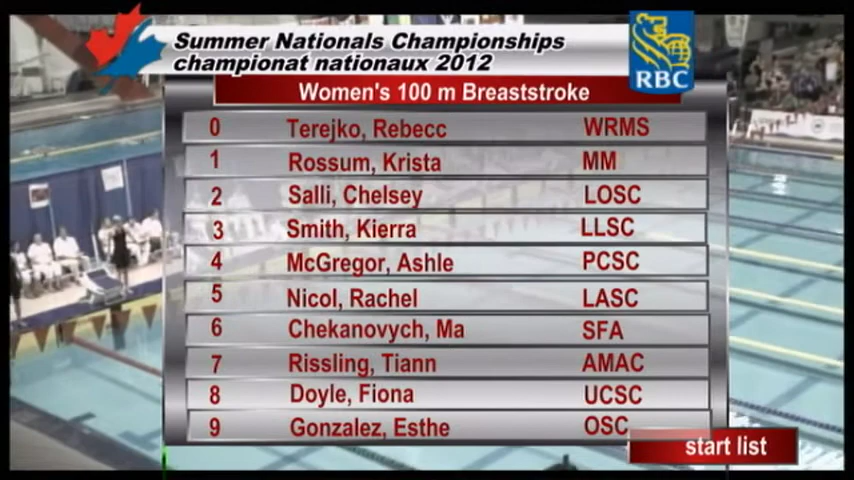 Summer Nationals Championships
championat nationaux 2012
RBC
Women's 100 m Breaststroke
0 Terejko, Rebecc WRMS
1 Rossum, Krista MM
2 Salli, Chelsey LOSC
3 Smith, Kierra LLSC
4 McGregor, Ashle PCSC
5 Nicol, Rachel LASC
6 Chekanovych, Ma SFA
7 Rissling, Tiann AMAC
8 Doyle, Fiona UCSC
9 Gonzalez, Esthe OSC
start list